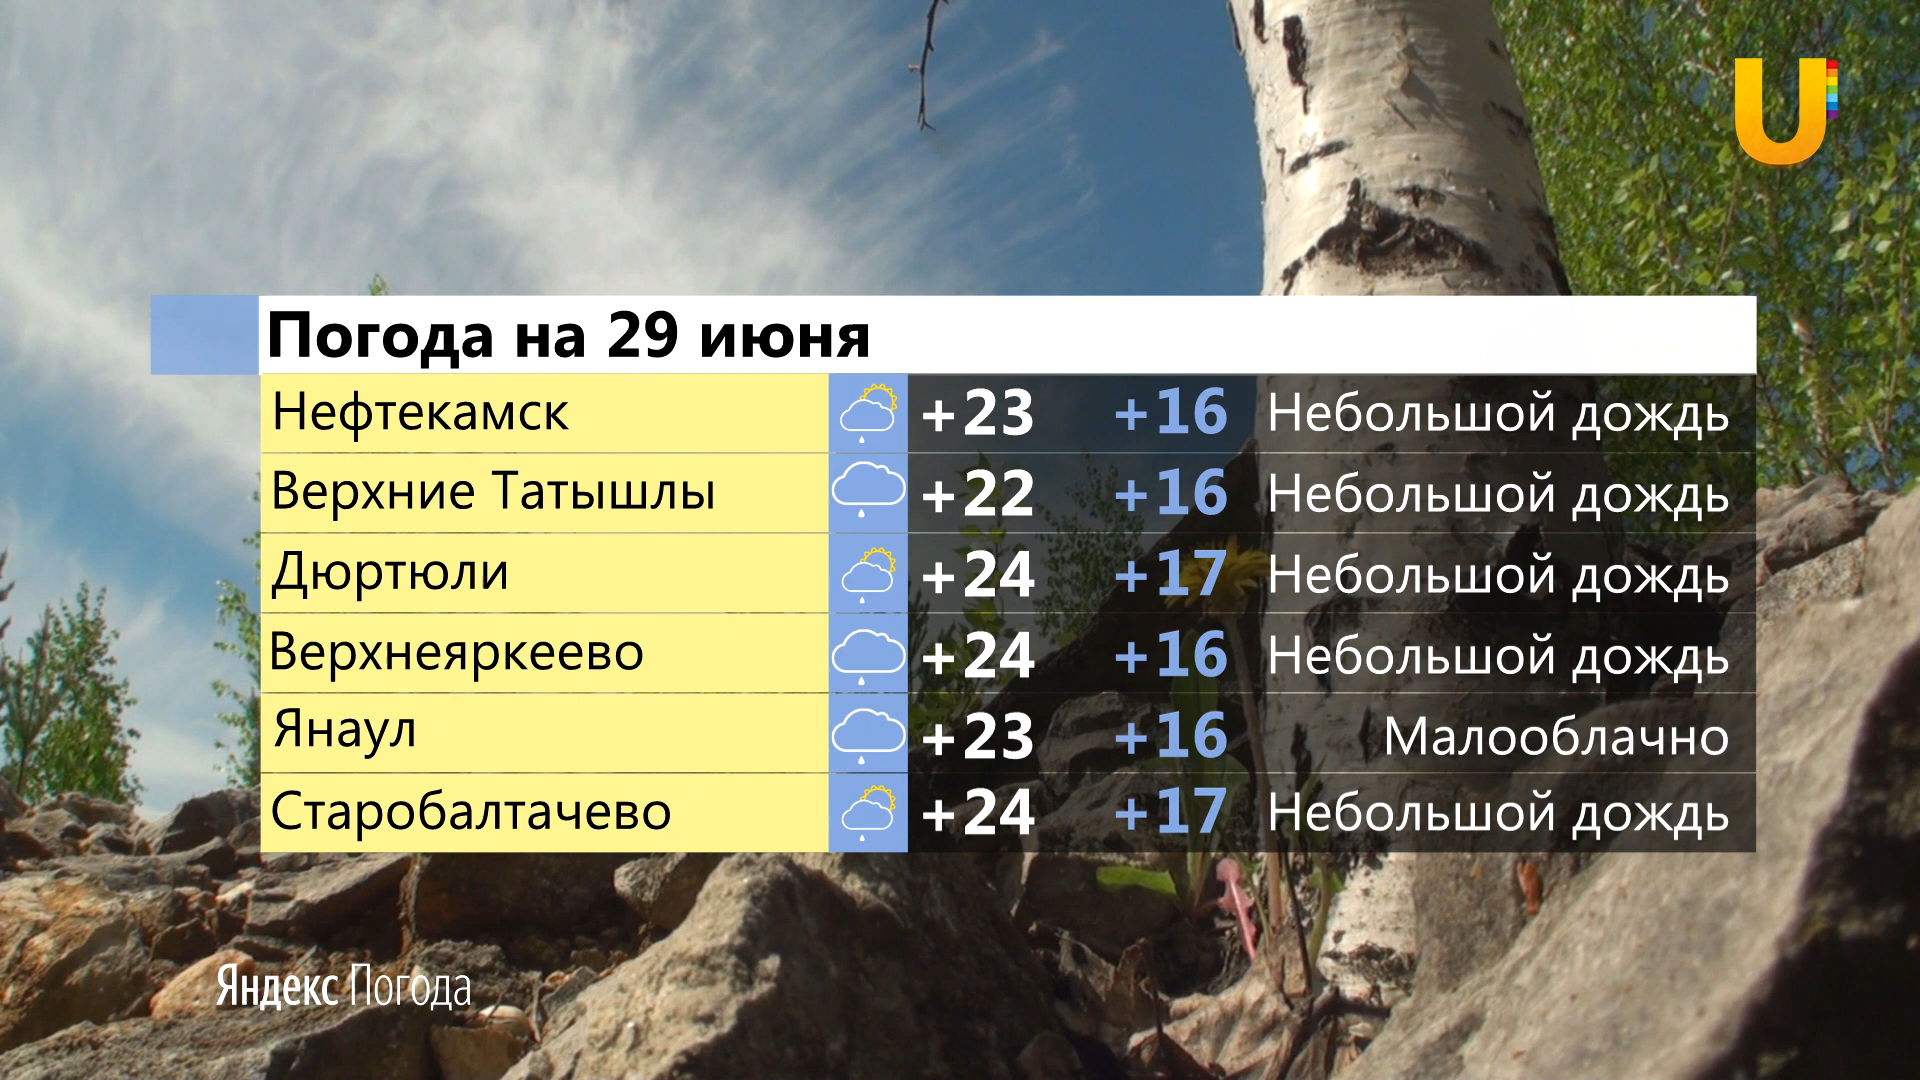 U
Погода на 29 июня
Нефтекамск +23 +16 Небольшой дождь
Верхние Татышлы +22 +16 Небольшой дождь
Дюртюли +24 +17 Небольшой дождь
Верхнеяркеево +24 +16 Небольшой дождь
Янаул +23 +16 Малооблачно
Старобалтачево +24 +17 Небольшой дождь
Яндекс Погода